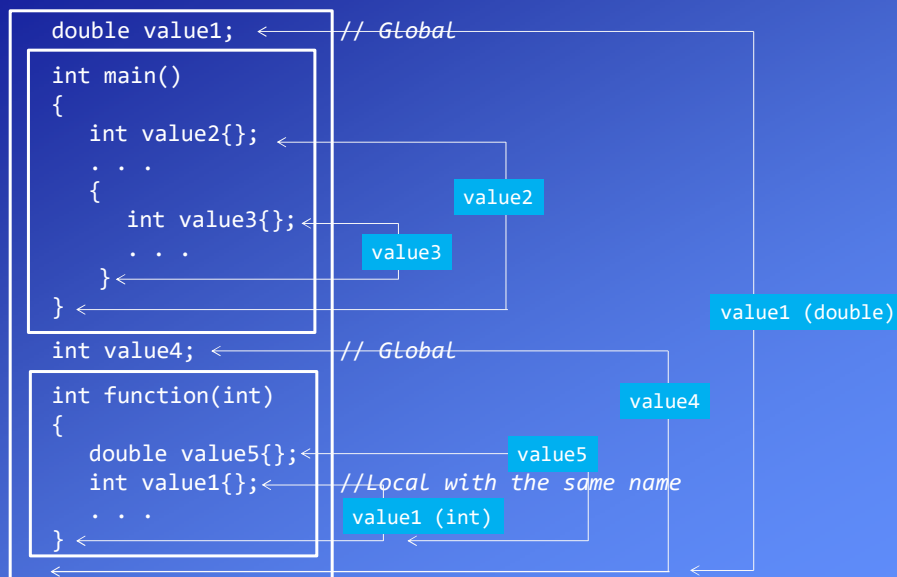 double value1; // Global
int main()
{
int value2{};
. . .
{
value2
int value3{};
. . .
value3
}
}
value1 (double)
int value4; // Global
int function(int)
{
value4
double value5{};
value5
int value1{}; //Local with the same name
. . .
value1 (int)
}